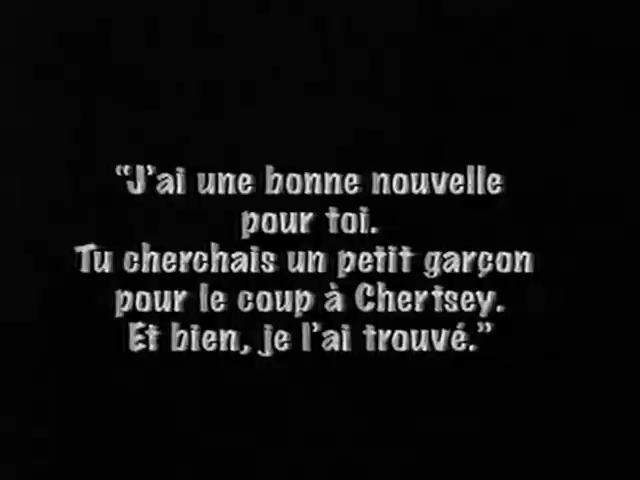 “J’ai une bonne nouvelle
pour toi.
Tu cherchais un petit garçon
pour le coup à Chertsey.
Et bien, je l’ai trouvé.”